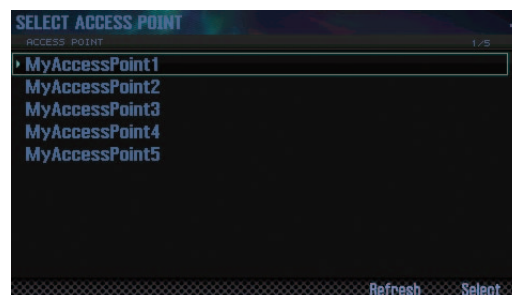 SELECT ACCESS POINT
ACCESS POINT 1/5
MyAccessPoint1
MyAccessPoint2
MyAccessPoint3
MyAccessPoint4
MyAccessPoint5
Refresh Select